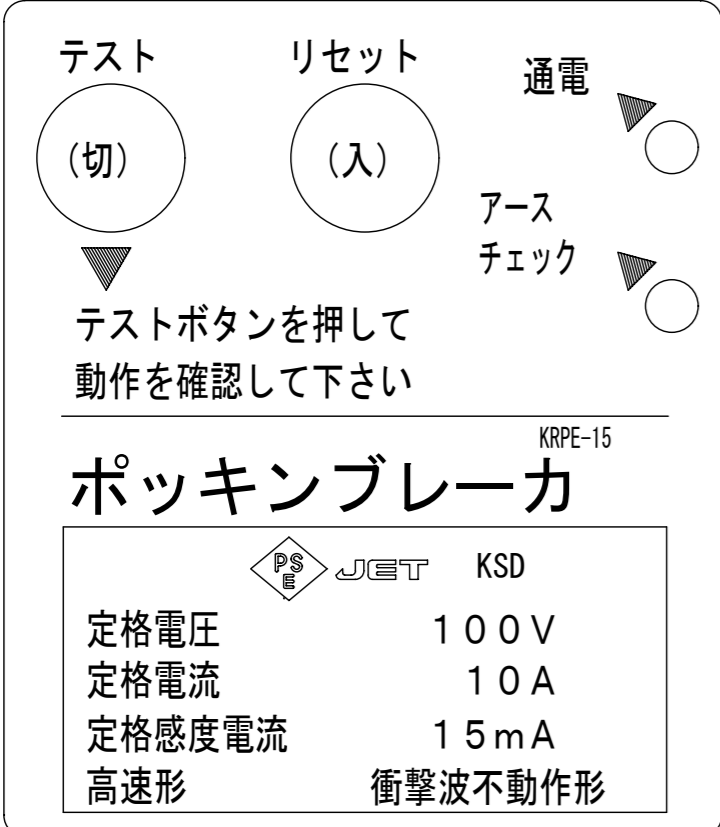 テスト
リセット
通電
(切)
(入)
アース
チェック
テストボタンを押して
動作を確認して下さい
KRPE-15
ポッキンブレーカ
PS
E
JET
KSD
定格電圧 100V
定格電流 10A
定格感度電流 15mA
高速形 衝撃波不動作形